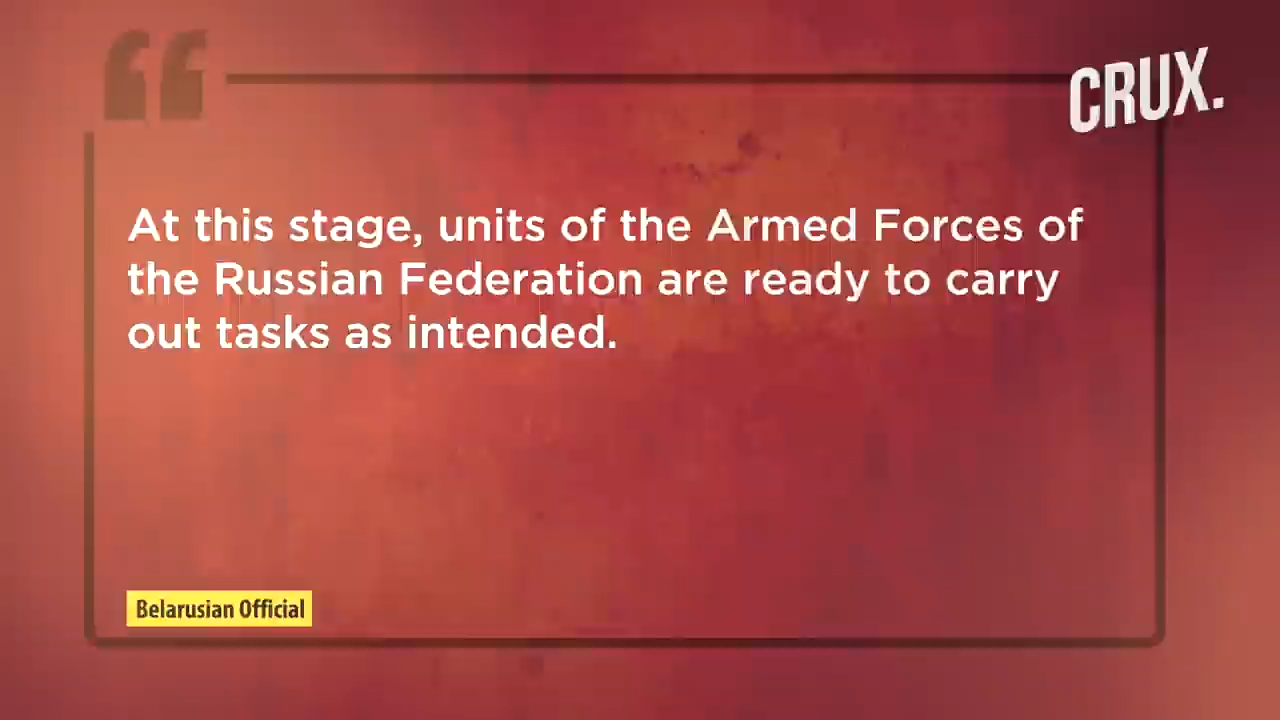 CRUX.
At this stage, units of the Armed Forces of
the Russian Federation are ready to carry
out tasks as intended.
Belarusian Official